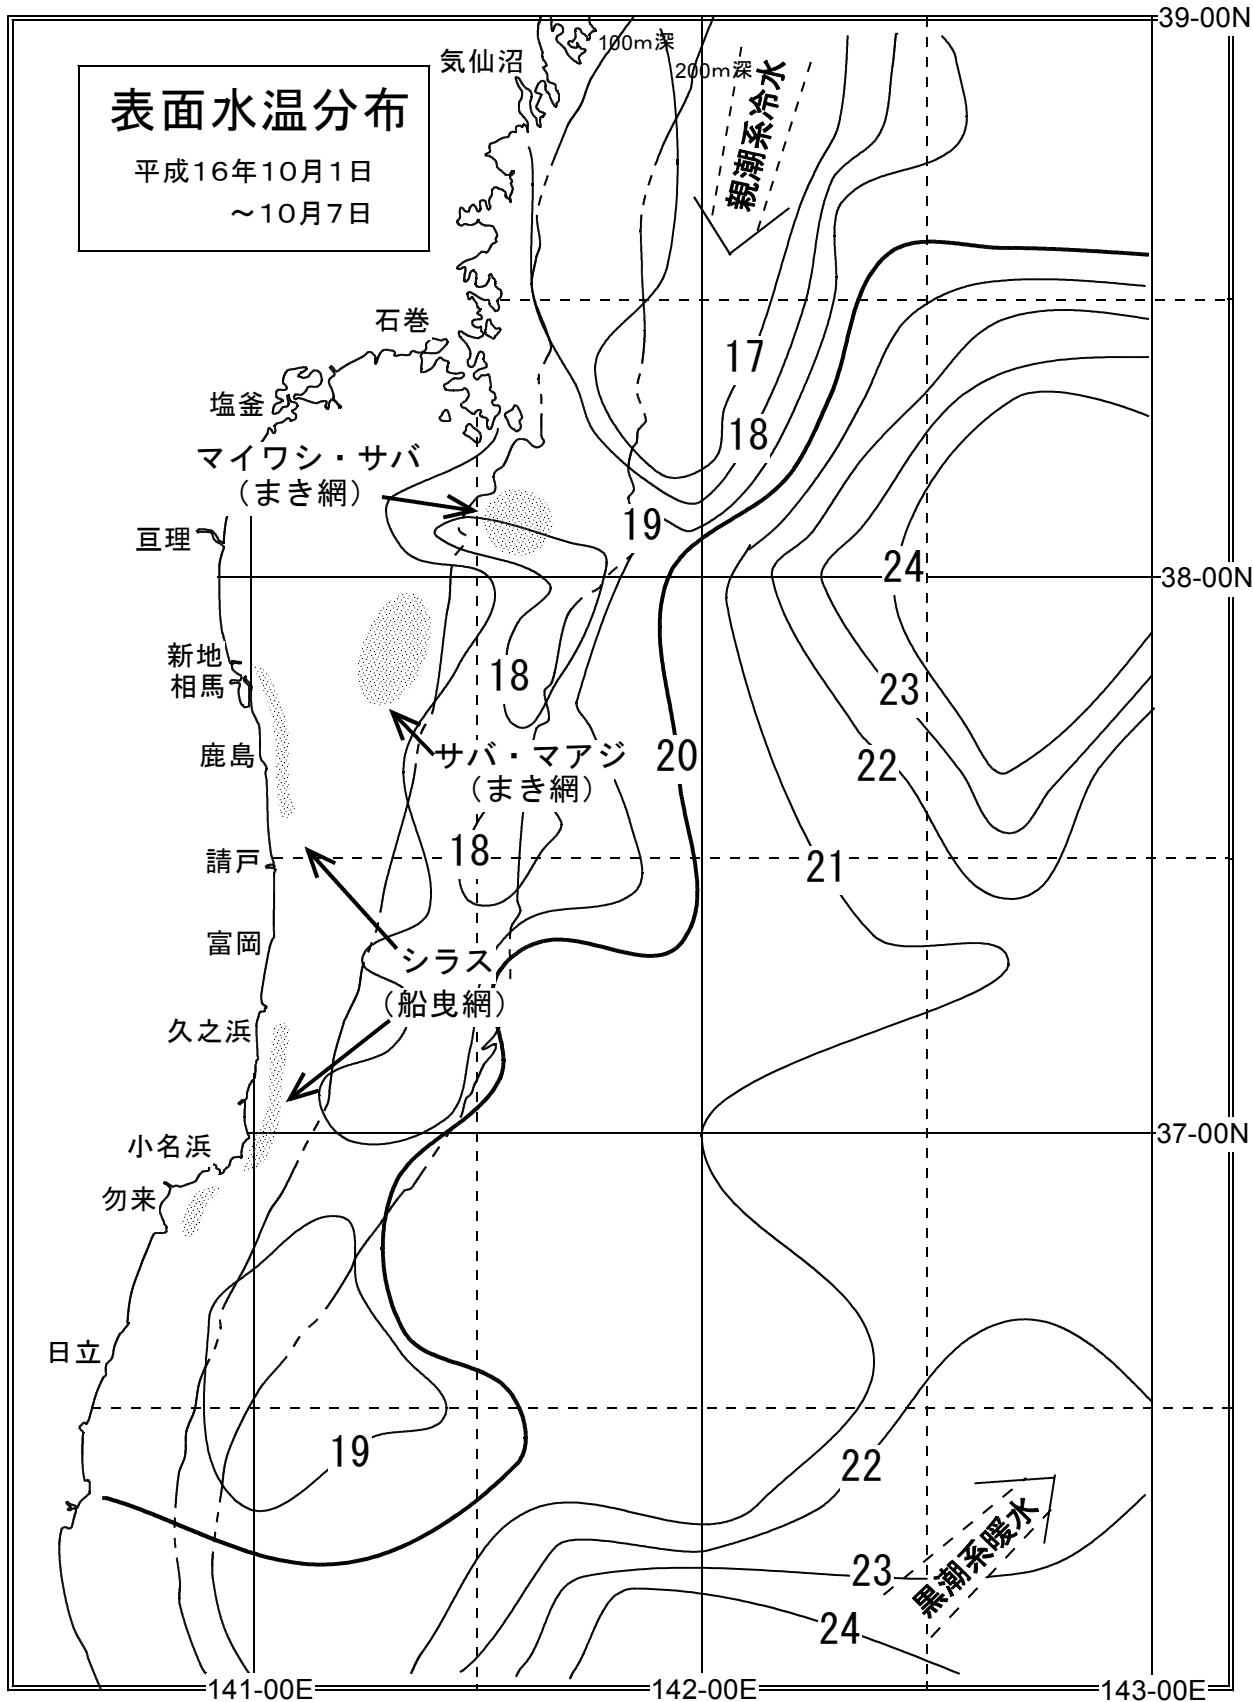 39-00N
100m深
気仙沼
200m深
表面水温分布
平成16年10月1日
～10月7日
親潮系冷水
石巻
17
塩釜
18
マイワシ・サバ
（まき網）
19
亘理
24
38-00N
新地
18
相馬
23
鹿島
サバ・マアジ
20
22
（まき網）
18
21
請戸
富岡
シラス
（船曳網）
久之浜
37-00N
小名浜
勿来
日立
19
22
黒潮系暖水
23
24
141-00E
142-00E
143-00E